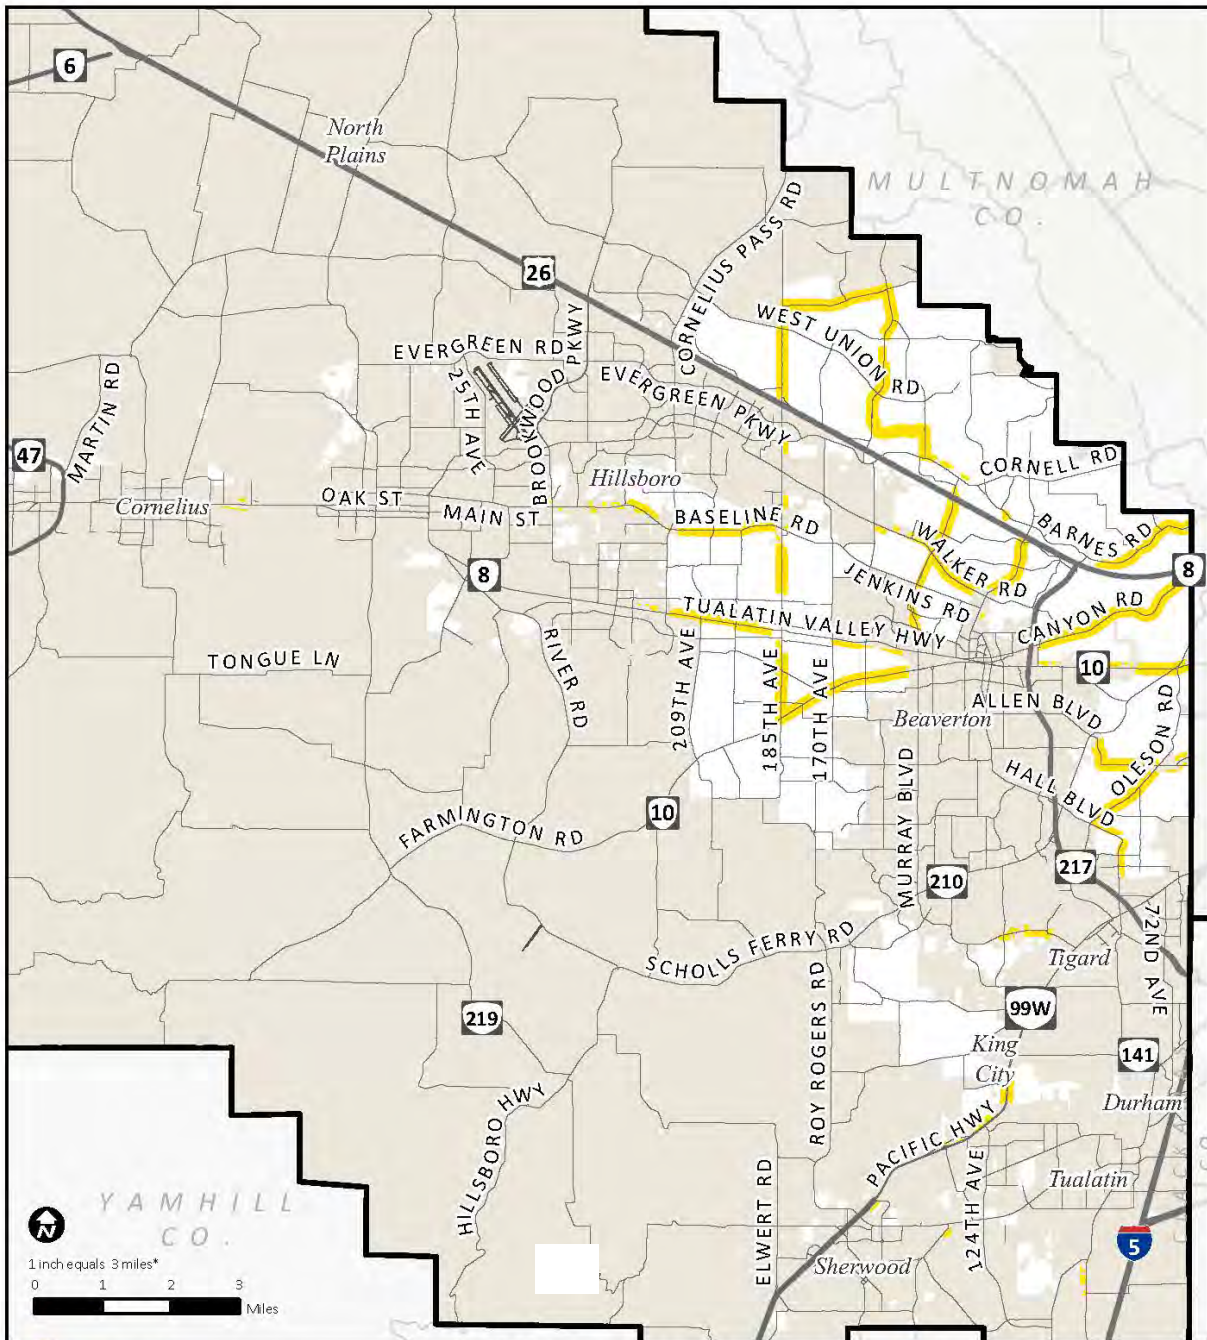 6
North
Plains
MULTNOMAH
CO.
CORNELIUS PASS RD
26
WEST UNION RD
EVERGREEN RD
BROOKWOOD PKWY
25TH AVE
EVERGREEN PKWY
MARTIN RD
47
CORNELL RD
Hillsboro
Cornelius
OAK ST
MAIN ST
BASELINE RD
BARNES RD
WALKER RD
8
8
JENKINS RD
TUALATIN VALLEY HWY
CANYON RD
TONGUE LN
RIVER RD
209TH AVE
185TH AVE
170TH AVE
10
ALLEN BLVD
Beaverton
OLESON RD
MURRAY BLVD
HALL BLVD
10
FARMINGTON RD
217
210
72ND AVE
SCHOLLS FERRY RD
Tigard
ROY ROGERS RD
219
99W
King
City
141
HILLSBORO HWY
Durham
PACIFIC HWY
124TH AVE
ELWERT RD
Tualatin
YAMHILL
CO.
N
5
Sherwood
1 inch equals 3 miles*
0 1 2 3
Miles